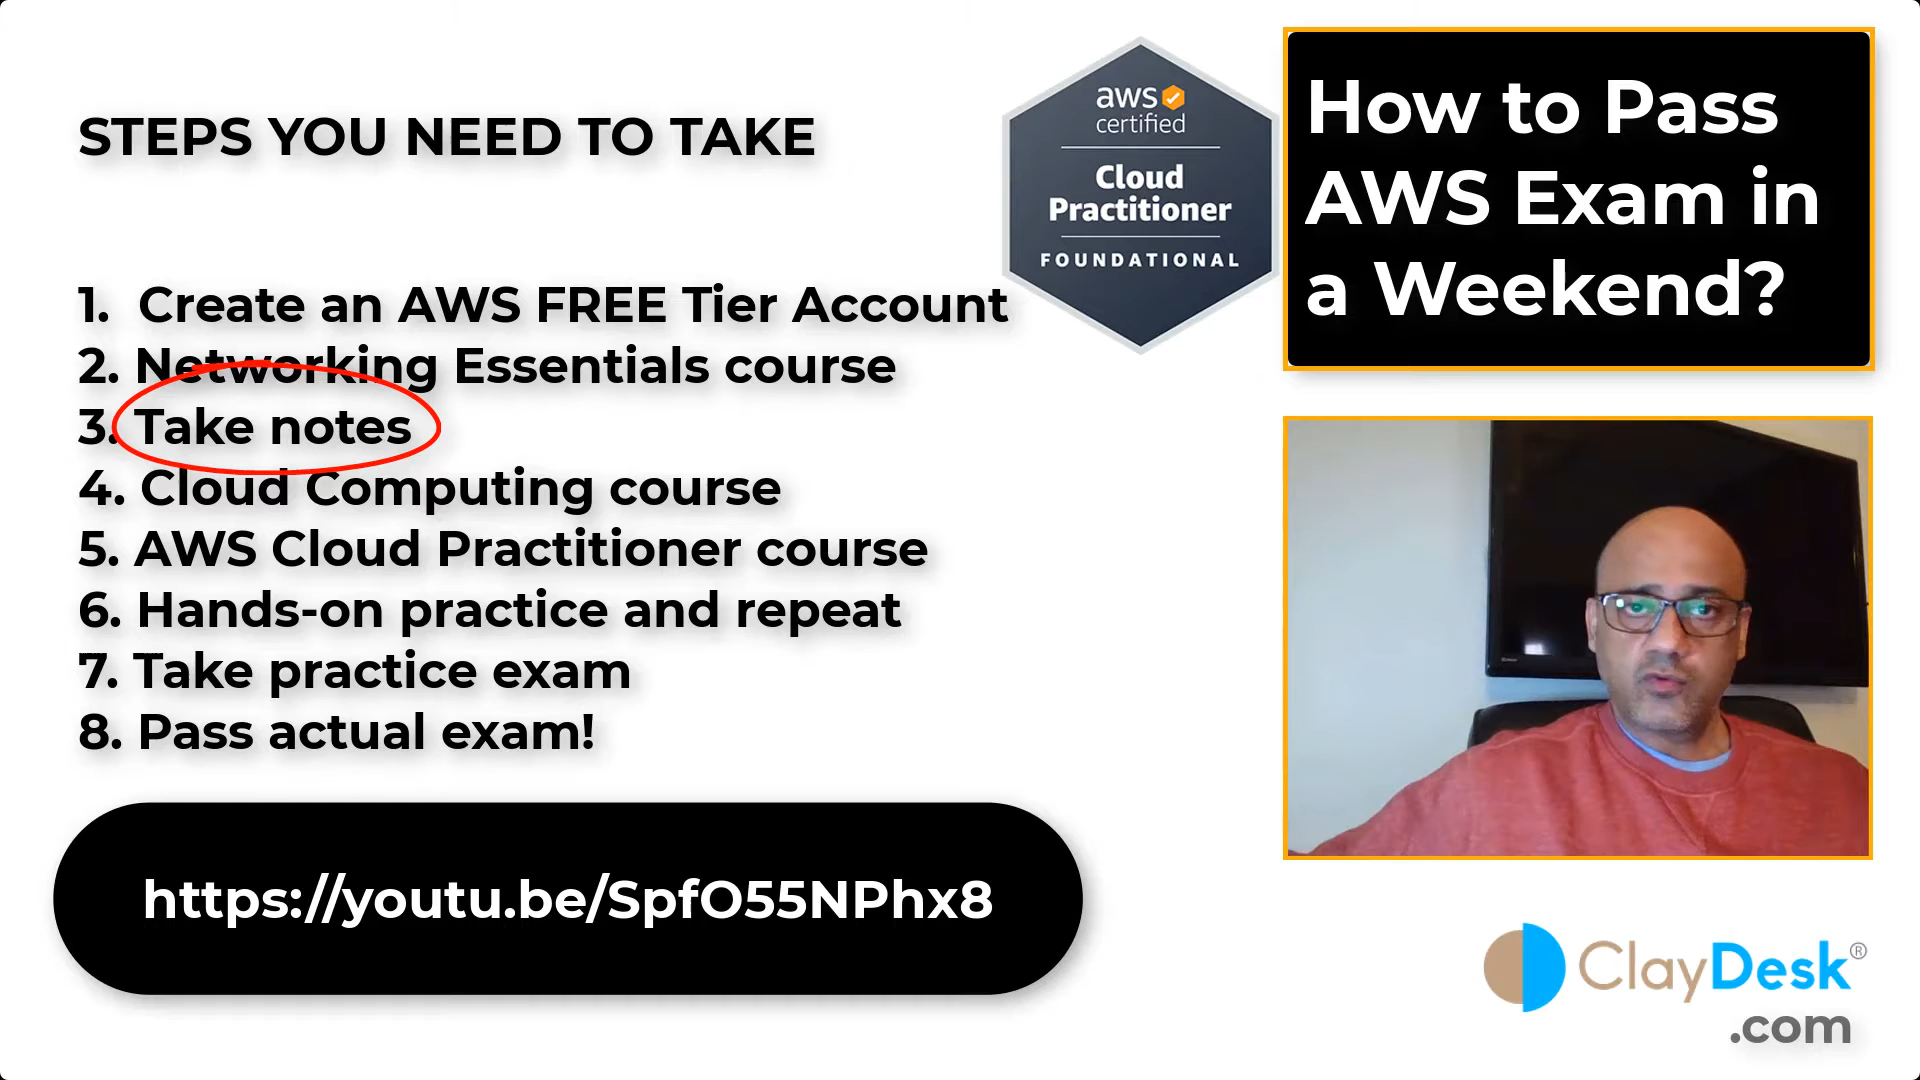 STEPS YOU NEED TO TAKE
1. Create an AWS FREE Tier Account
2. Networking Essentials course
3. Take notes
4. Cloud Computing course
5. AWS Cloud Practitioner course
6. Hands-on practice and repeat
7. Take practice exam
8. Pass actual exam!
https://youtu.be/SpfO55NPhx8
aws
certified
Cloud
Practitioner
FOUNDATIONAL
How to Pass
AWS Exam in
a Weekend?
ClayDesk®
.com